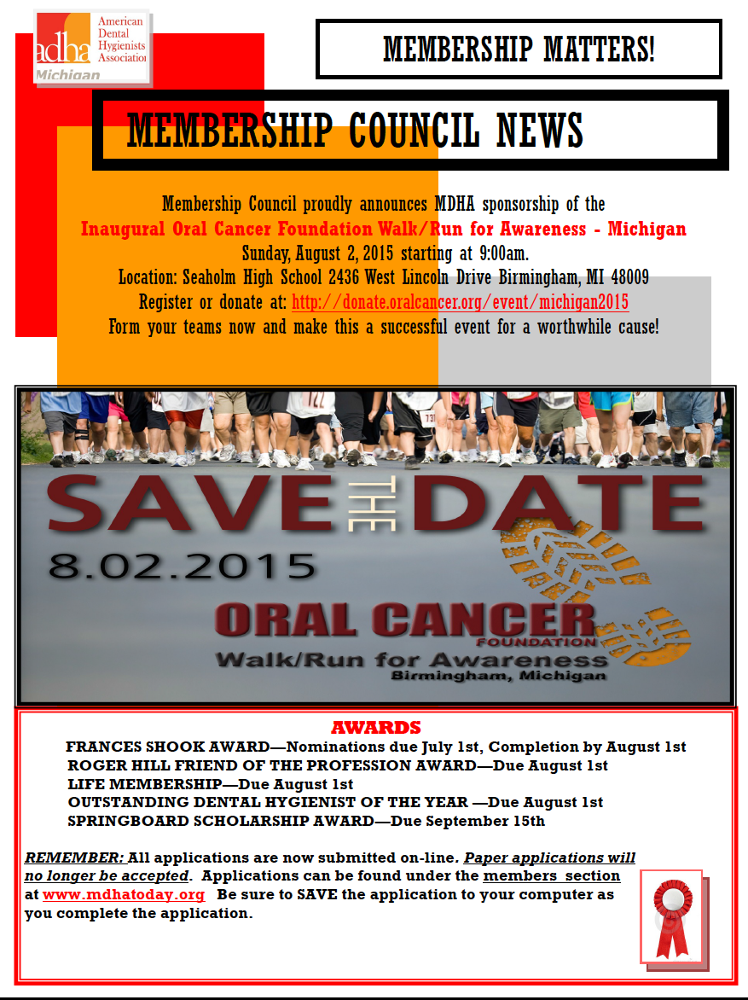 American
Dental
Hygienists
Association
adha
Michigan
MEMBERSHIP MATTERS!
MEMBERSHIP COUNCIL NEWS
Membership Council proudly announces MDHA sponsorship of the
Inaugural Oral Cancer Foundation Walk/Run for Awareness - Michigan
Sunday, August 2, 2015 starting at 9:00am.
Location: Seaholm High School 2436 West Lincoln Drive Birmingham, MI 48009
Register or donate at: http://donate.oralcancer.org/event/michigan2015
Form your teams now and make this a successful event for a worthwhile cause!
SAVE THE DATE
8.02.2015
ORAL CANCER
FOUNDATION
Walk/Run for Awareness
Birmingham, Michigan
AWARDS
FRANCES SHOOK AWARD—Nominations due July 1st, Completion by August 1st
ROGER HILL FRIEND OF THE PROFESSION AWARD—Due August 1st
LIFE MEMBERSHIP—Due August 1st
OUTSTANDING DENTAL HYGIENIST OF THE YEAR —Due August 1st
SPRINGBOARD SCHOLARSHIP AWARD—Due September 15th
REMEMBER: All applications are now submitted on-line. Paper applications will
no longer be accepted. Applications can be found under the members section
at www.mdhatoday.org Be sure to SAVE the application to your computer as
you complete the application.